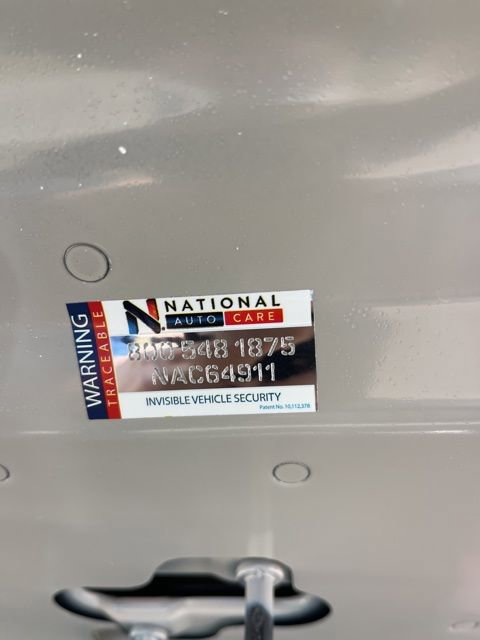 WARNING
TRACEABLE
N. NATIONAL
AUTO CARE
800 548 1875
NAC64911
INVISIBLE VEHICLE SECURITY
Patent No. 10,112,378